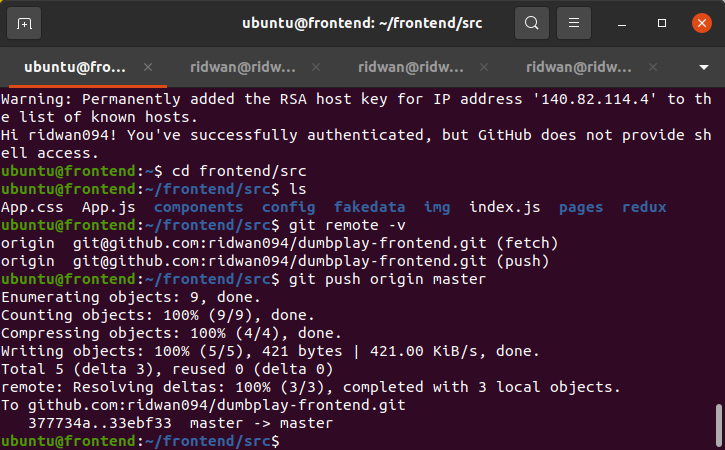 ubuntu@frontend: ~/frontend/src
ubuntu@fro... ridwan@ridw... ridwan@ridw... ridwan@ridw...
Warning: Permanently added the RSA host key for IP address '140.82.114.4' to th
e list of known hosts.
Hi ridwan094! You've successfully authenticated, but GitHub does not provide sh
ell access.
ubuntu@frontend:~$ cd frontend/src
ubuntu@frontend:~/frontend/src$ ls
App.css  App.js  components  config  fakedata  img  index.js  pages  redux
ubuntu@frontend:~/frontend/src$ git remote -v
origin  git@github.com:ridwan094/dumbplay-frontend.git (fetch)
origin  git@github.com:ridwan094/dumbplay-frontend.git (push)
ubuntu@frontend:~/frontend/src$ git push origin master
Enumerating objects: 9, done.
Counting objects: 100% (9/9), done.
Compressing objects: 100% (4/4), done.
Writing objects: 100% (5/5), 421 bytes | 421.00 KiB/s, done.
Total 5 (delta 3), reused 0 (delta 0)
remote: Resolving deltas: 100% (3/3), completed with 3 local objects.
To github.com:ridwan094/dumbplay-frontend.git
   377734a..33ebf33  master -> master
ubuntu@frontend:~/frontend/src$